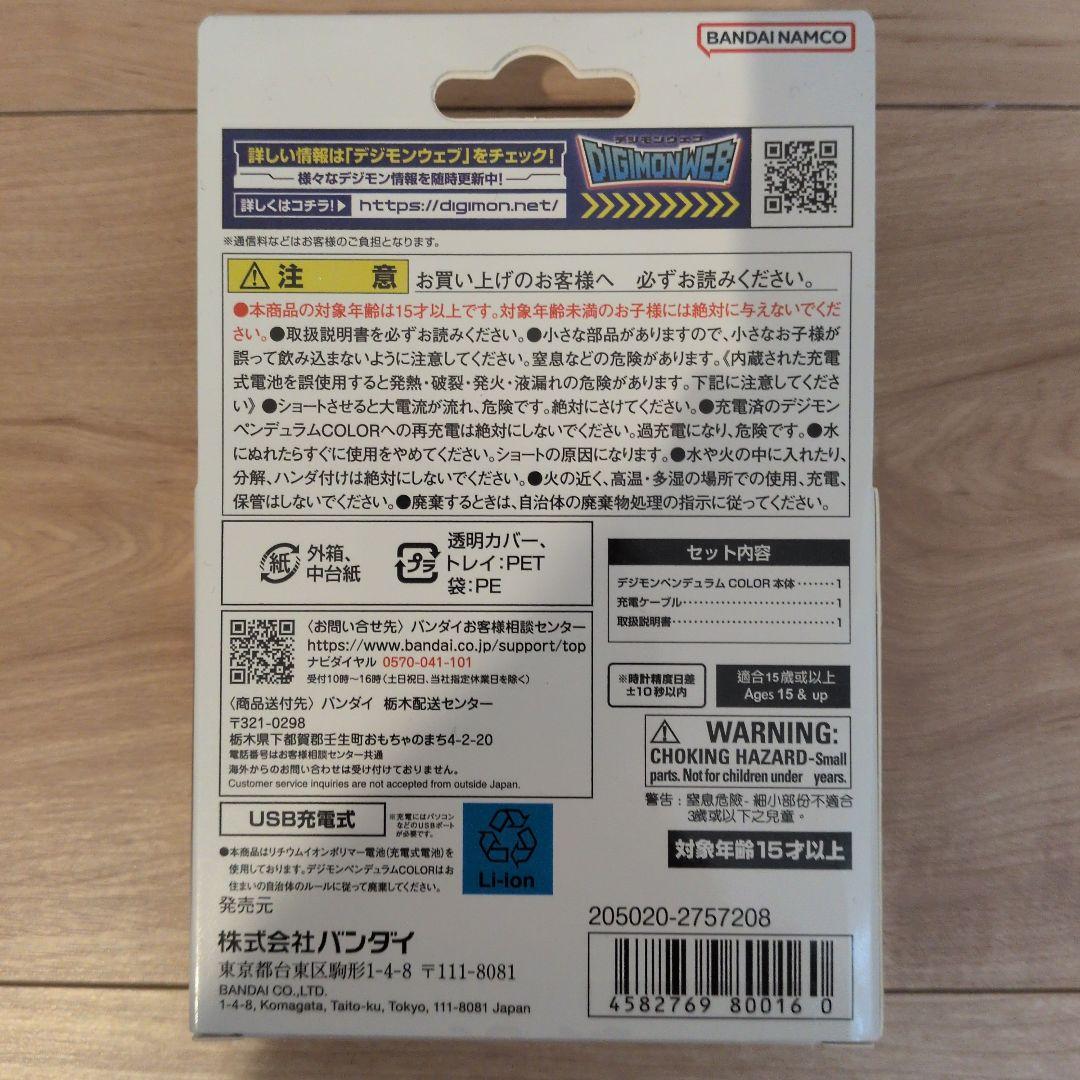 BANDAI NAMCO
詳しい情報は「デジモンウェブ」をチェック!
様々なデジモン情報を随時更新中!
詳しくはコチラ!▶ https://digimon.net/
デジモンウェブ
DIGIMONWEB
※通信料などはお客様のご負担となります。
注 意 お買い上げのお客様へ 必ずお読みください。
●本商品の対象年齢は15才以上です。対象年齢未満のお子様には絶対に与えないでくだ
さい。●取扱説明書を必ずお読みください。●小さな部品がありますので、小さなお子様が
誤って飲み込まないように注意してください。窒息などの危険があります。《内蔵された充電
式電池を誤使用すると発熱・破裂・発火・液漏れの危険があります。下記に注意してくださ
い》●ショートさせると大電流が流れ、危険です。絶対にさけてください。●充電済のデジモン
ペンデュラムCOLORへの再充電は絶対にしないでください。過充電になり、危険です。●水
にぬれたらすぐに使用をやめてください。ショートの原因になります。●水や火の中に入れたり、
分解、ハンダ付けは絶対にしないでください。●火の近く、高温・多湿の場所での使用、充電、
保管はしないでください。●廃棄するときは、自治体の廃棄物処理の指示に従ってください。
紙 外箱、
中台紙
プラ 透明カバー、
トレイ:PET
袋:PE
セット内容
デジモンペンデュラム COLOR 本体・・・・・・・1
充電ケーブル・・・・・・・・・・・・・・・・・・・・・・・・・・・1
取扱説明書・・・・・・・・・・・・・・・・・・・・・・・・・・・・1
〈お問い合せ先〉バンダイお客様相談センター
https://www.bandai.co.jp/support/top
ナビダイヤル 0570-041-101
受付10時～16時(土日祝日、当社指定休業日を除く)
〈商品送付先〉バンダイ 栃木配送センター
〒321-0298
栃木県下都賀郡壬生町おもちゃのまち4-2-20
電話番号はお客様相談センター共通
海外からのお問い合わせは受け付けておりません。
Customer service inquiries are not accepted from outside Japan.
※時計精度日差
±10秒以内
適合15歲或以上
Ages 15 & up
WARNING:
CHOKING HAZARD-Small
parts. Not for children under years.
警告:窒息危險-細小部份不適合
3歲或以下之兒童。
対象年齢15才以上
USB充電式
※充電にはパソコン
などのUSBポート
が必要です。
●本商品はリチウムイオンポリマー電池(充電式電池)を
使用しております。デジモンペンデュラムCOLORはお
住まいの自治体のルールに従って廃棄してください。
Li-ion
発売元
株式会社バンダイ
東京都台東区駒形1-4-8 〒111-8081
BANDAI CO.,LTD.
1-4-8, Komagata, Taito-ku, Tokyo, 111-8081 Japan
205020-2757208
4582769 80016 0